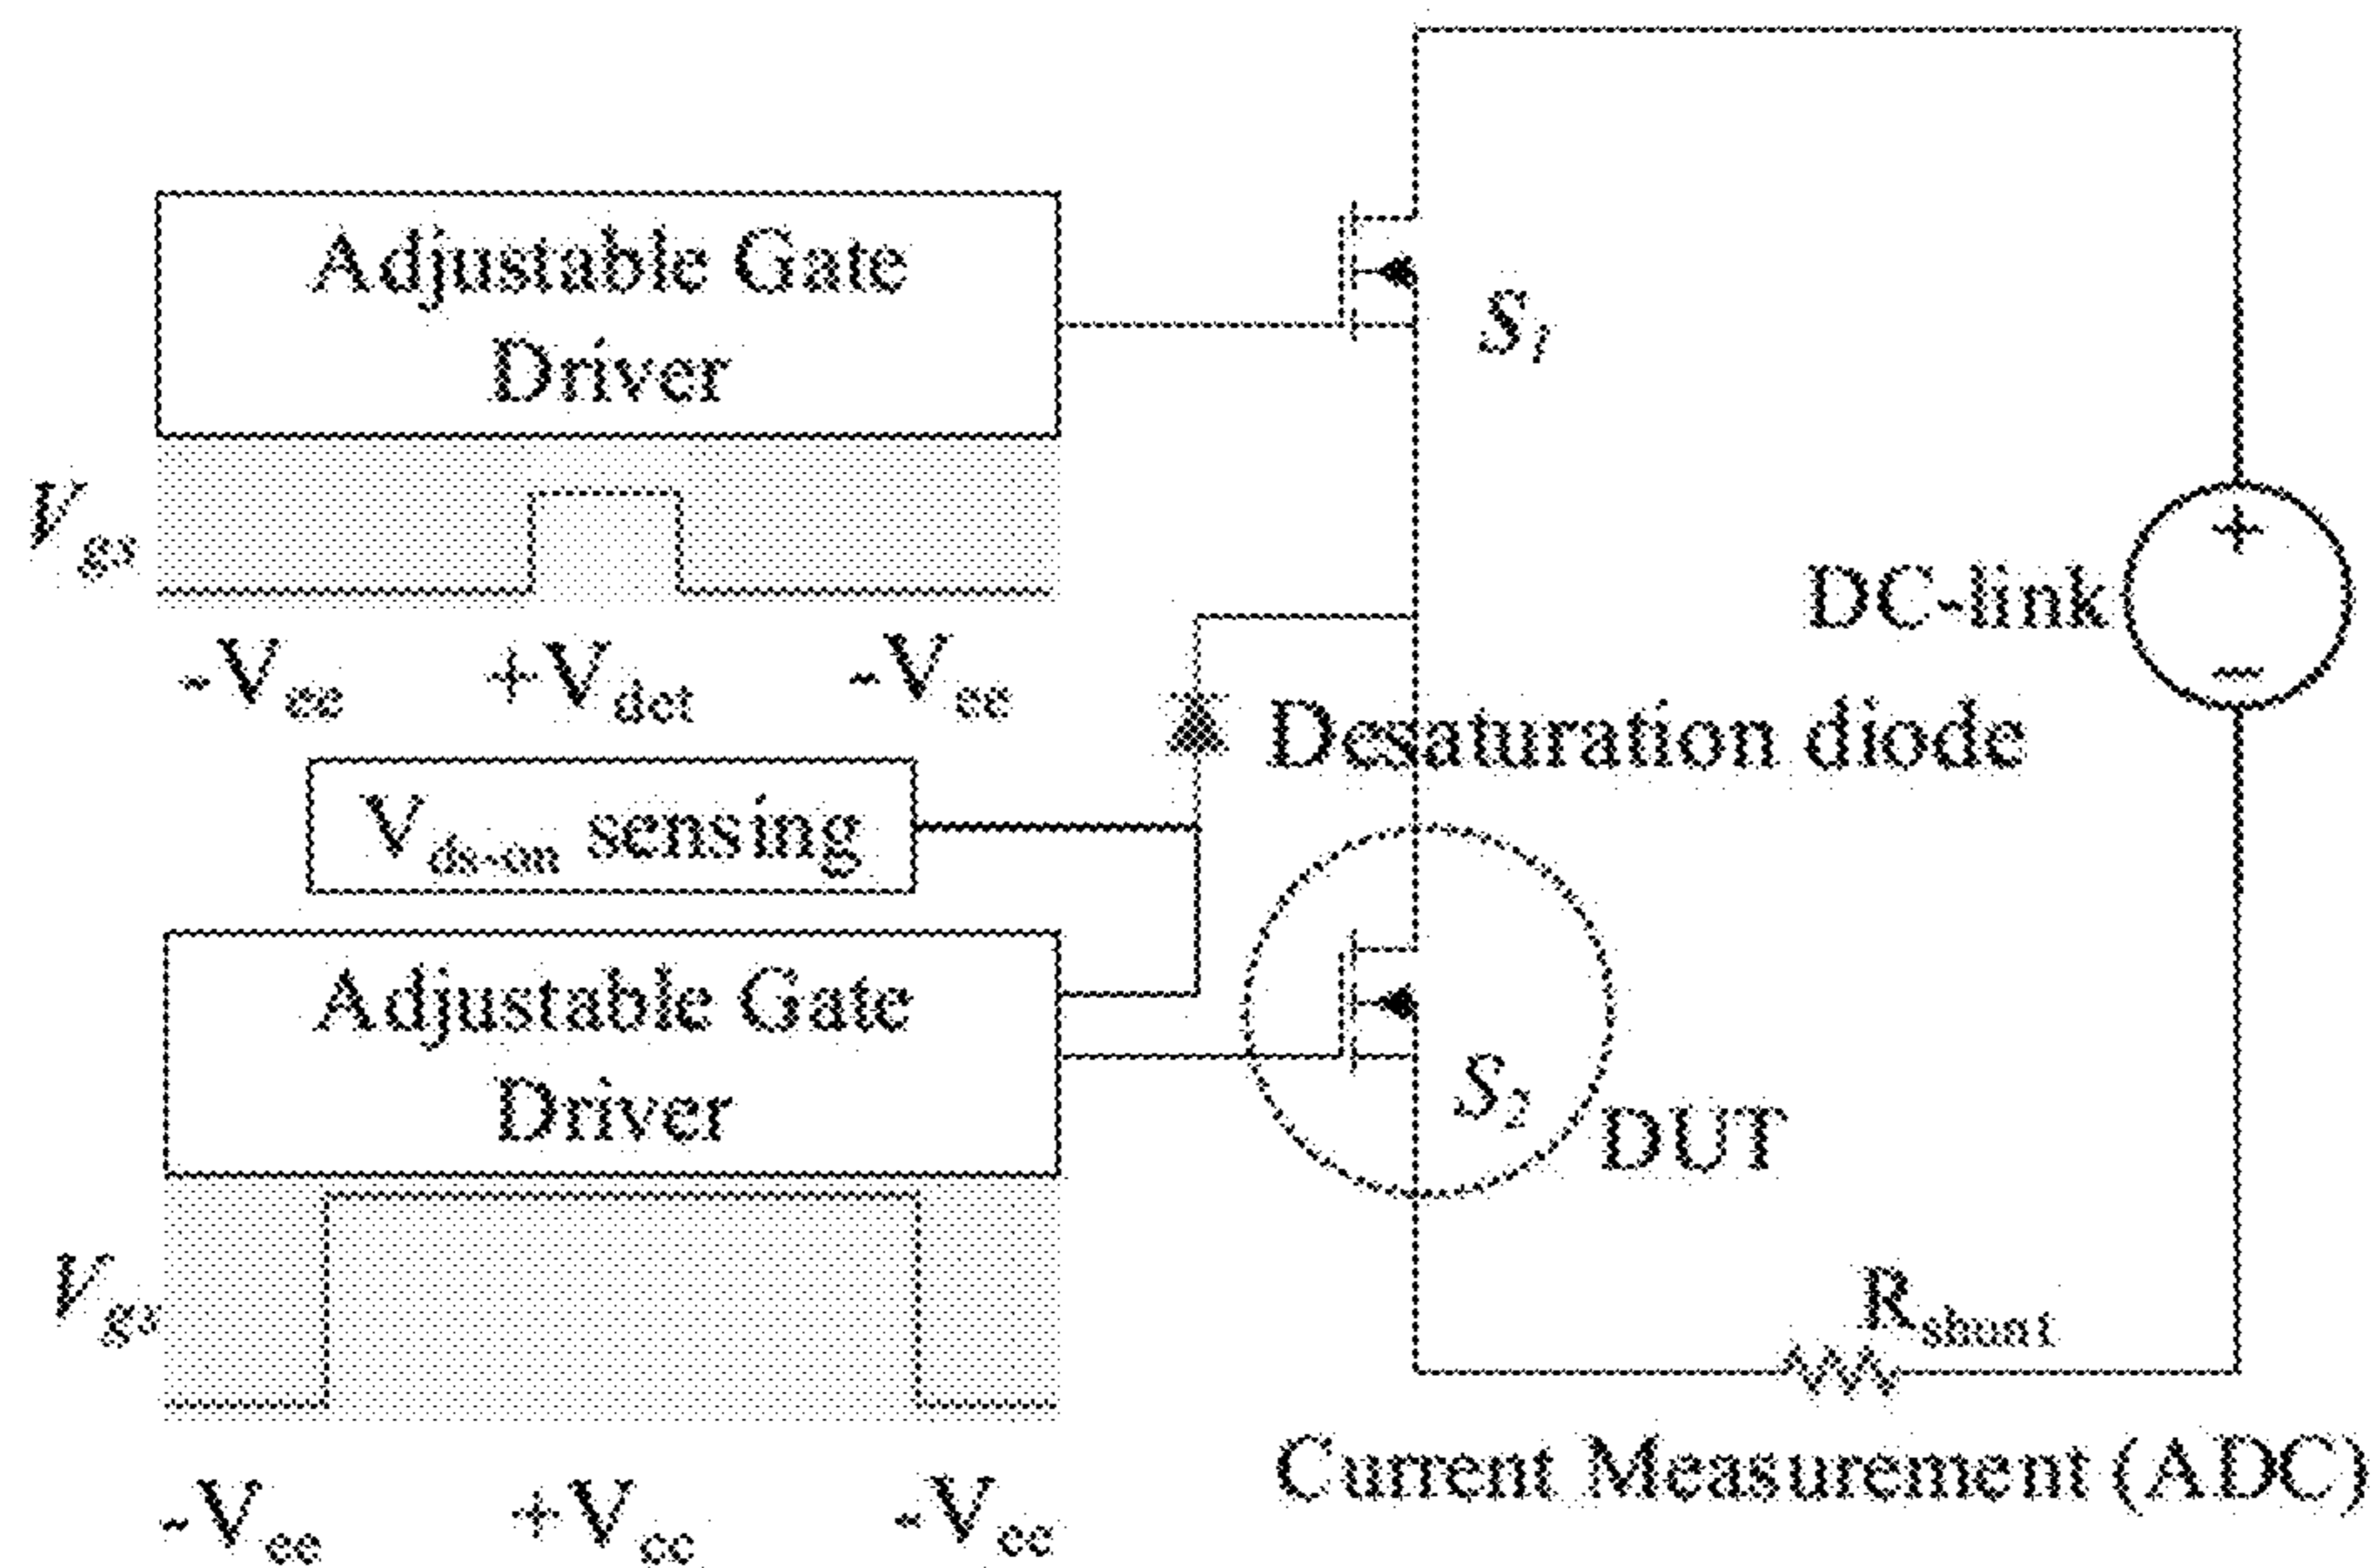 Adjustable Gate
Driver
S1
Vgs
DC-link
+
−
-Vee +Vdet -Vee
Desaturation diode
Vds-on sensing
Adjustable Gate
Driver
S2
DUT
Vgs
Rshunt
Current Measurement (ADC)
-Vee +Vcc -Vee